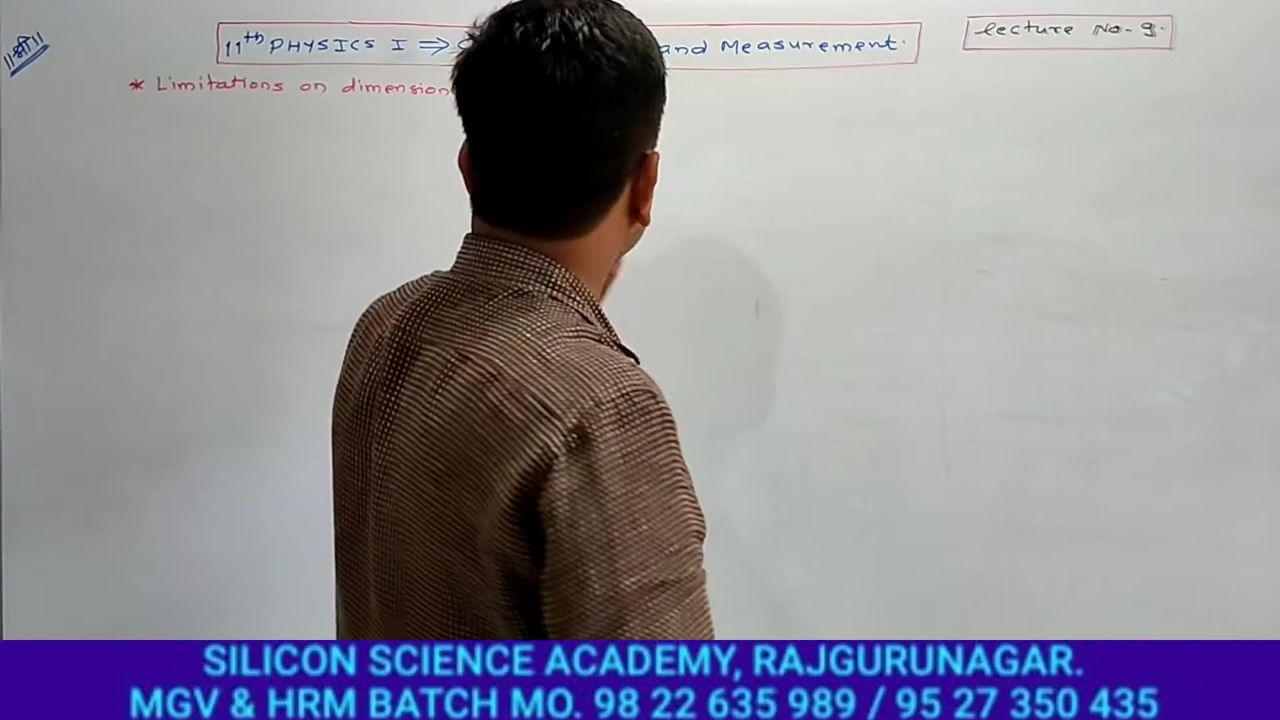 ॥श्री॥
11th PHYSICS I ⇒ and Measurement.
Lecture No-9.
* Limitations on dimension
SILICON SCIENCE ACADEMY, RAJGURUNAGAR.
MGV & HRM BATCH MO. 98 22 635 989 / 95 27 350 435